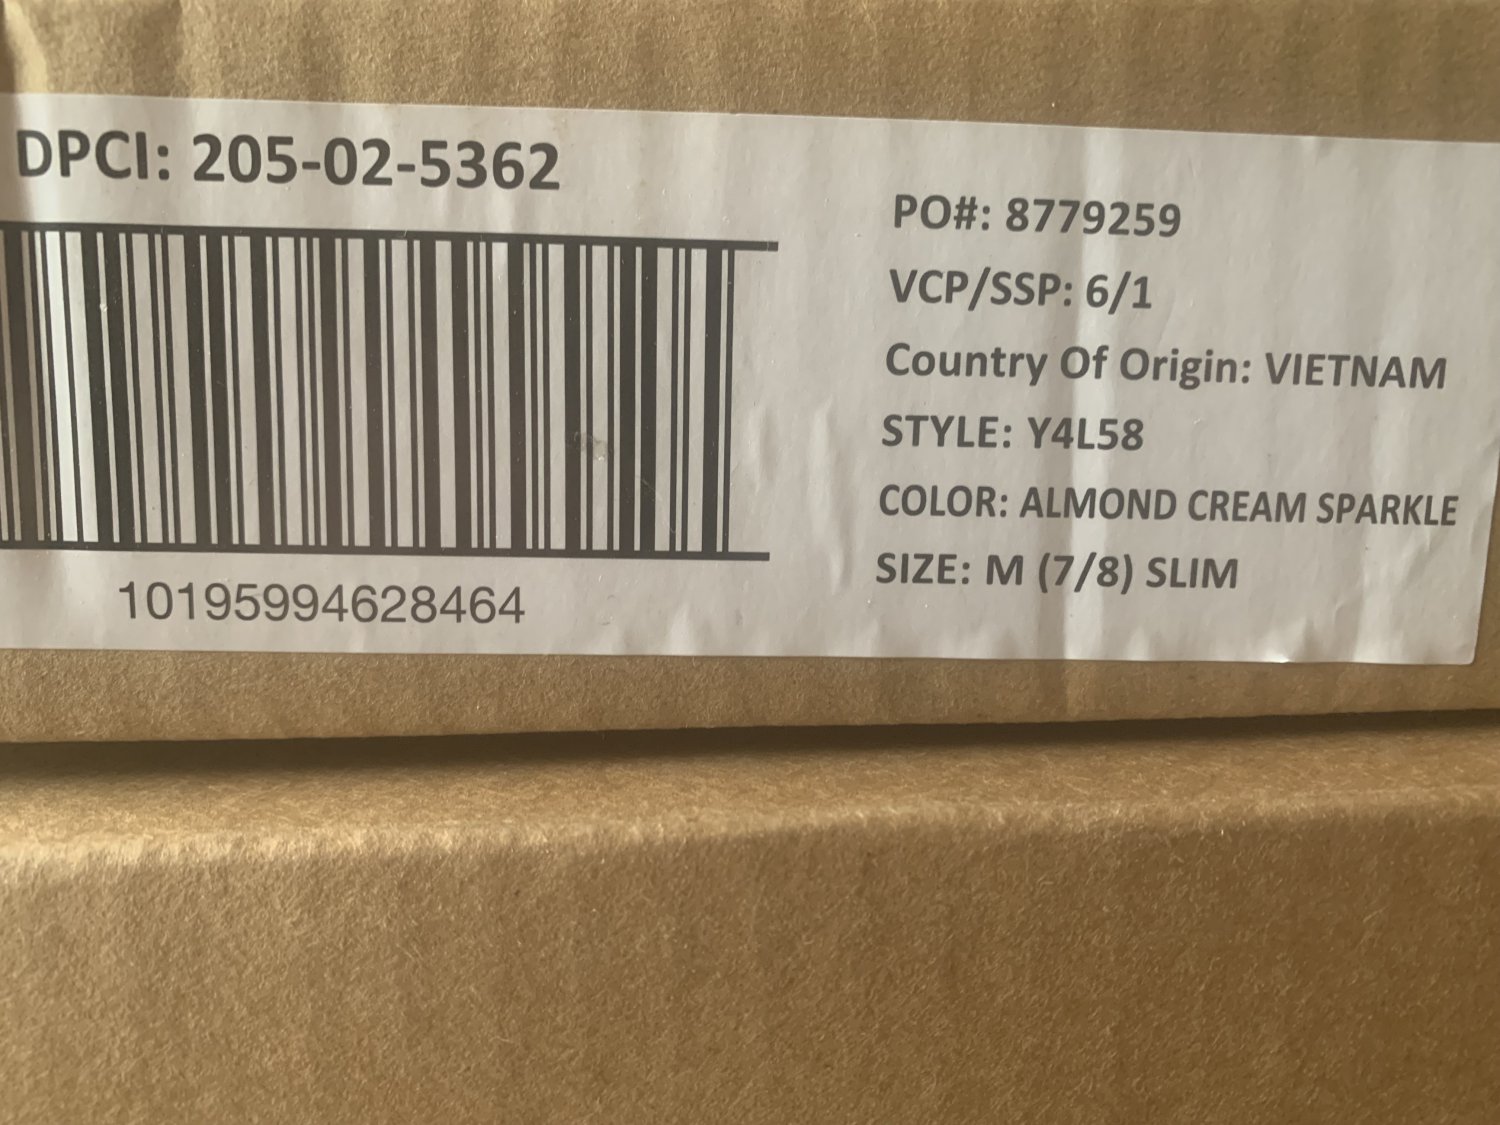 DPCI: 205-02-5362
10195994628464
PO#: 8779259
VCP/SSP: 6/1
Country Of Origin: VIETNAM
STYLE: Y4L58
COLOR: ALMOND CREAM SPARKLE
SIZE: M (7/8) SLIM